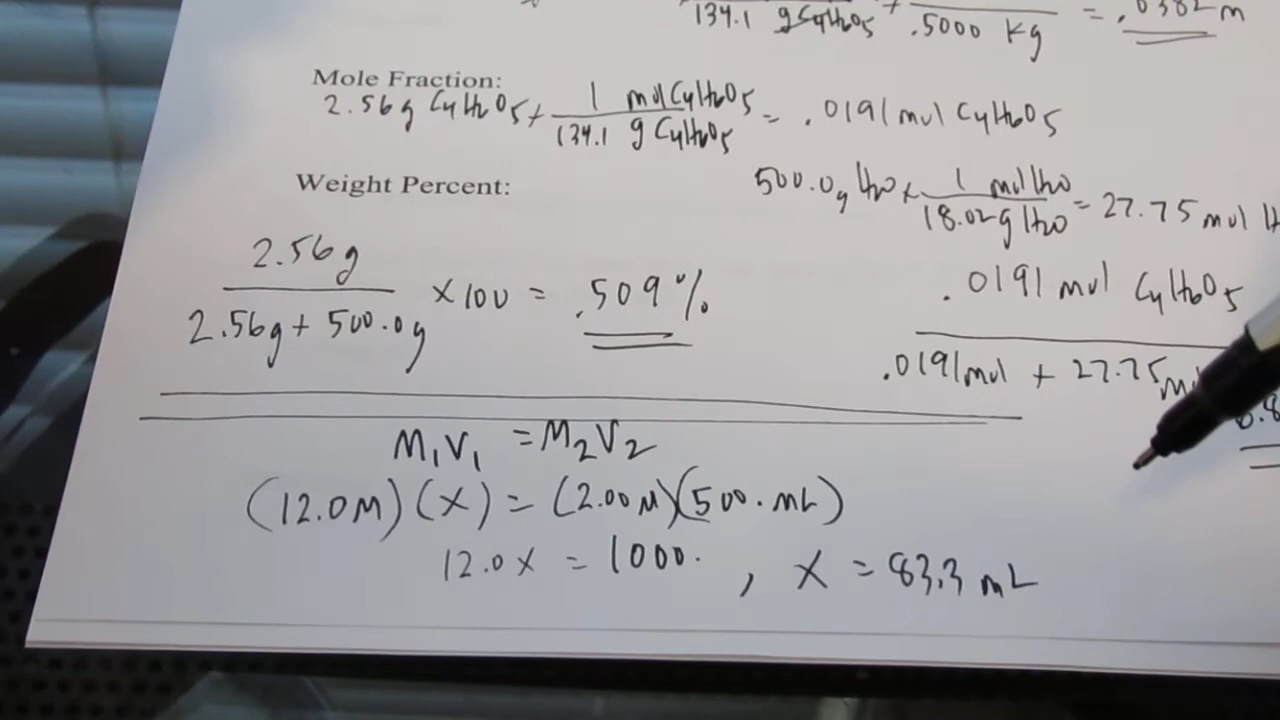 134.1 g C4H6O5 .5000 Kg = .0382 m
Mole Fraction:
2.56g C4H6O5 × 1 mol C4H6O5 / 134.1 g C4H6O5 = .0191 mol C4H6O5
Weight Percent:
500.0g H2O × 1 mol H2O / 18.02g H2O = 27.75 mol H
2.56g / 2.56g + 500.0g × 100 = .509%
.0191 mol C4H6O5
.0191 mol + 27.75
M1V1 = M2V2
(12.0M)(X) = (2.00M)(500. mL)
12.0X = 1000. , X = 83.3 mL